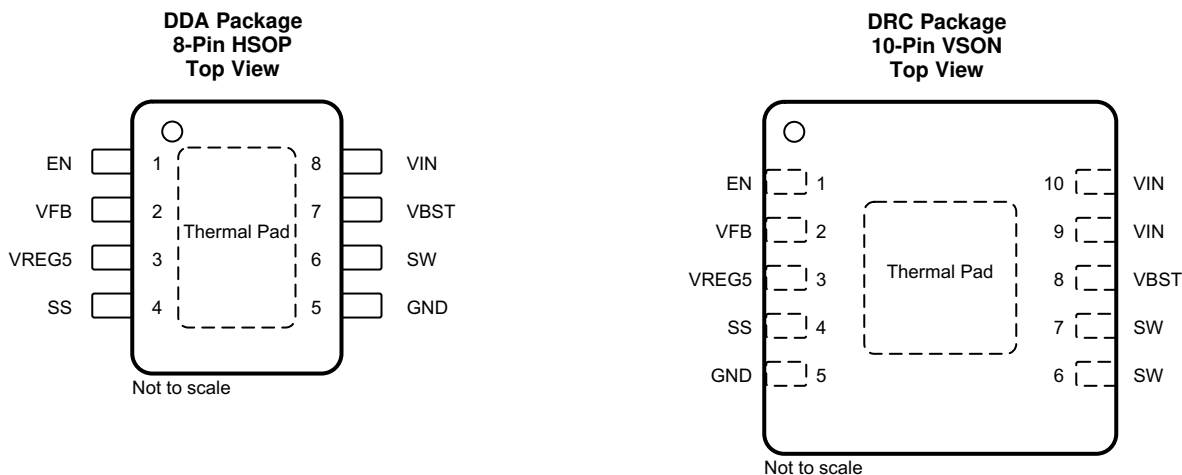 DDA Package
8-Pin HSOP
Top View
EN 1 8 VIN
VFB 2 7 VBST
Thermal Pad
VREG5 3 6 SW
SS 4 5 GND
Not to scale
DRC Package
10-Pin VSON
Top View
EN 1 10 VIN
VFB 2 9 VIN
VREG5 3 Thermal Pad 8 VBST
SS 4 7 SW
GND 5 6 SW
Not to scale